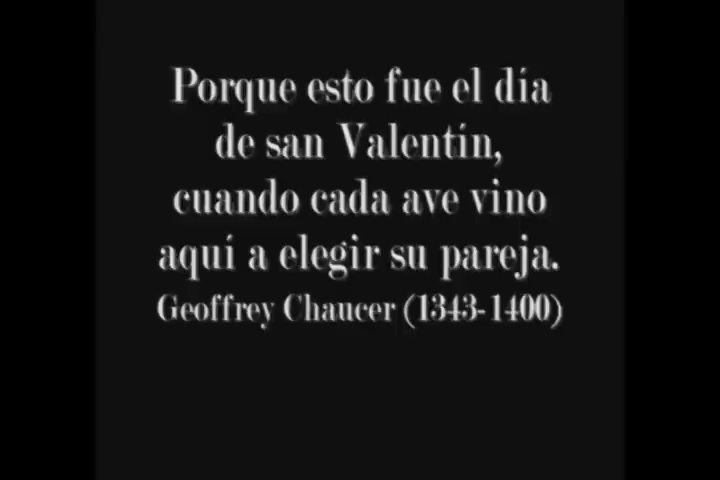 Porque esto fue el día
de san Valentín,
cuando cada ave vino
aquí a elegir su pareja.
Geoffrey Chaucer (1343-1400)